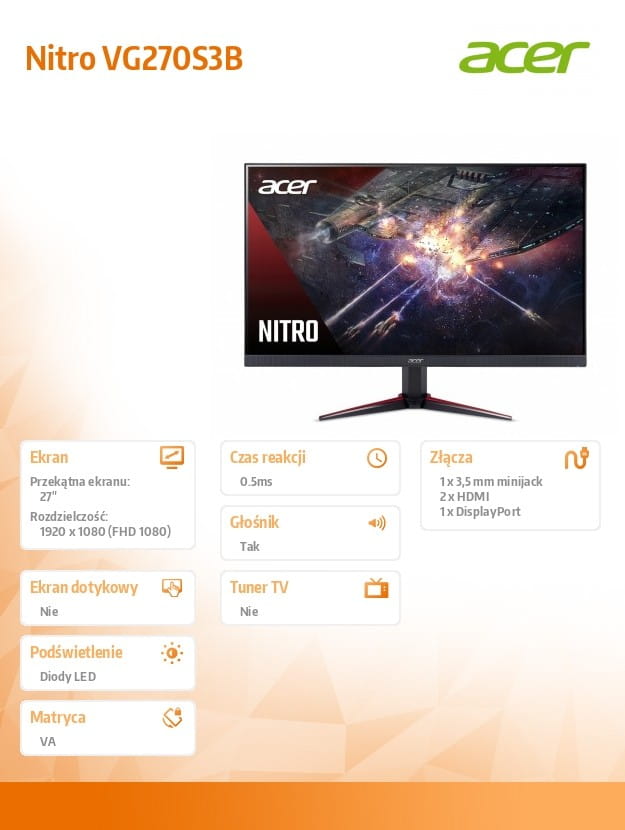 Nitro VG270S3B
acer
acer
NITRO
acer
Ekran
Przekątna ekranu:
27"
Rozdzielczość:
1920 x 1080 (FHD 1080)
Ekran dotykowy
Nie
Podświetlenie
Diody LED
Matryca
VA
Czas reakcji
0.5ms
Głośnik
Tak
Tuner TV
Nie
Złącza
1 x 3,5 mm minijack
2 x HDMI
1 x DisplayPort